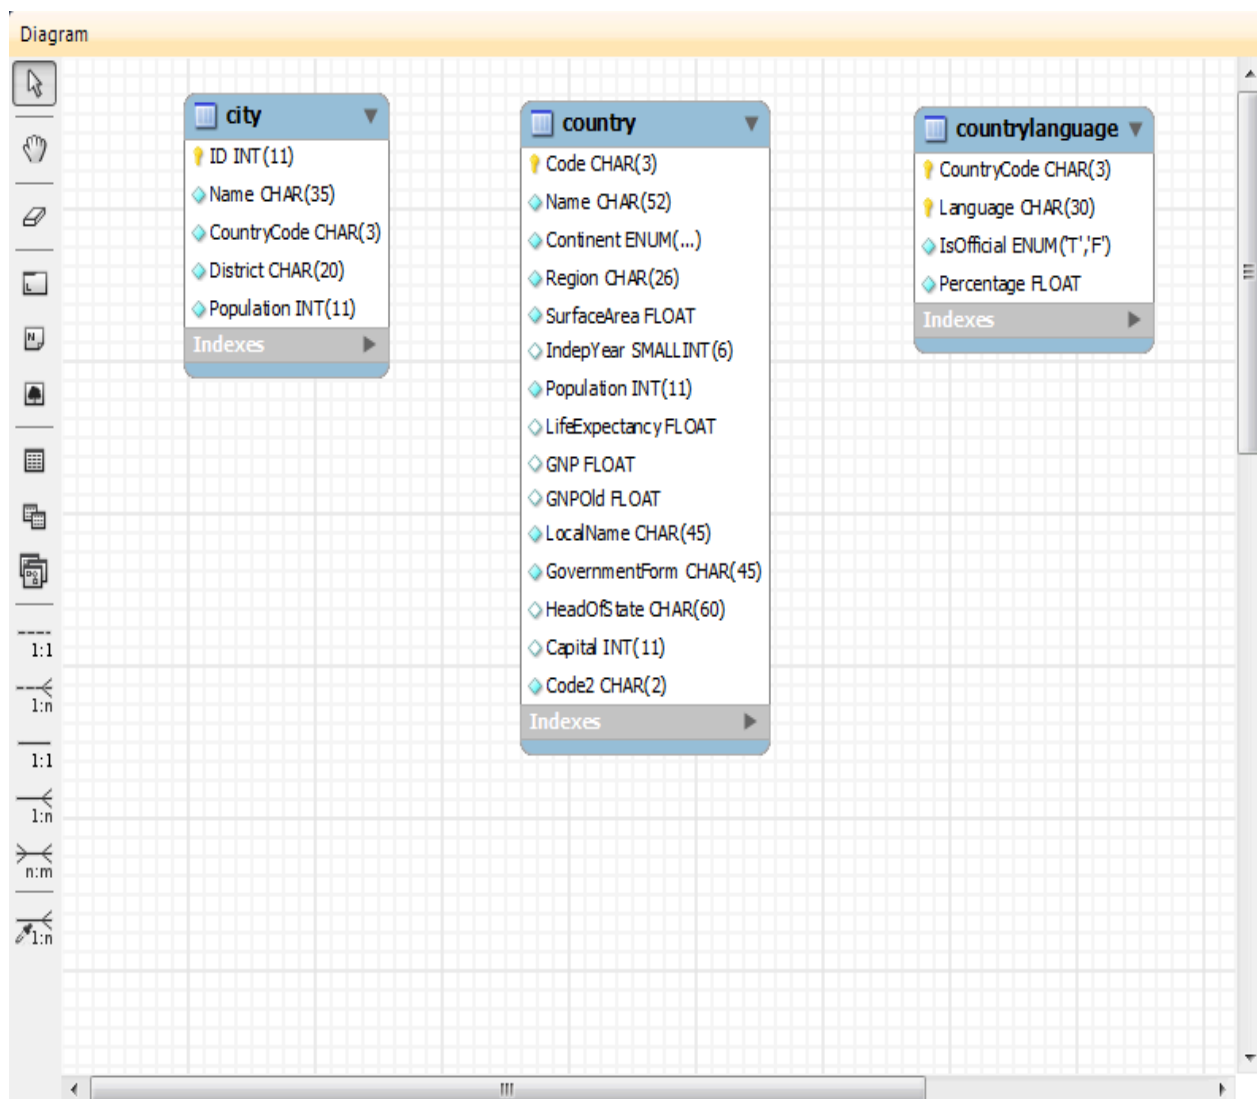 Diagram
city
ID INT(11)
Name CHAR(35)
CountryCode CHAR(3)
District CHAR(20)
Population INT(11)
Indexes
country
Code CHAR(3)
Name CHAR(52)
Continent ENUM(...)
Region CHAR(26)
SurfaceArea FLOAT
IndepYear SMALLINT(6)
Population INT(11)
LifeExpectancy FLOAT
GNP FLOAT
GNPOld FLOAT
LocalName CHAR(45)
GovernmentForm CHAR(45)
HeadOfState CHAR(60)
Capital INT(11)
Code2 CHAR(2)
Indexes
countrylanguage
CountryCode CHAR(3)
Language CHAR(30)
IsOfficial ENUM('T','F')
Percentage FLOAT
Indexes
1:1
1:n
1:1
1:n
n:m
1:n